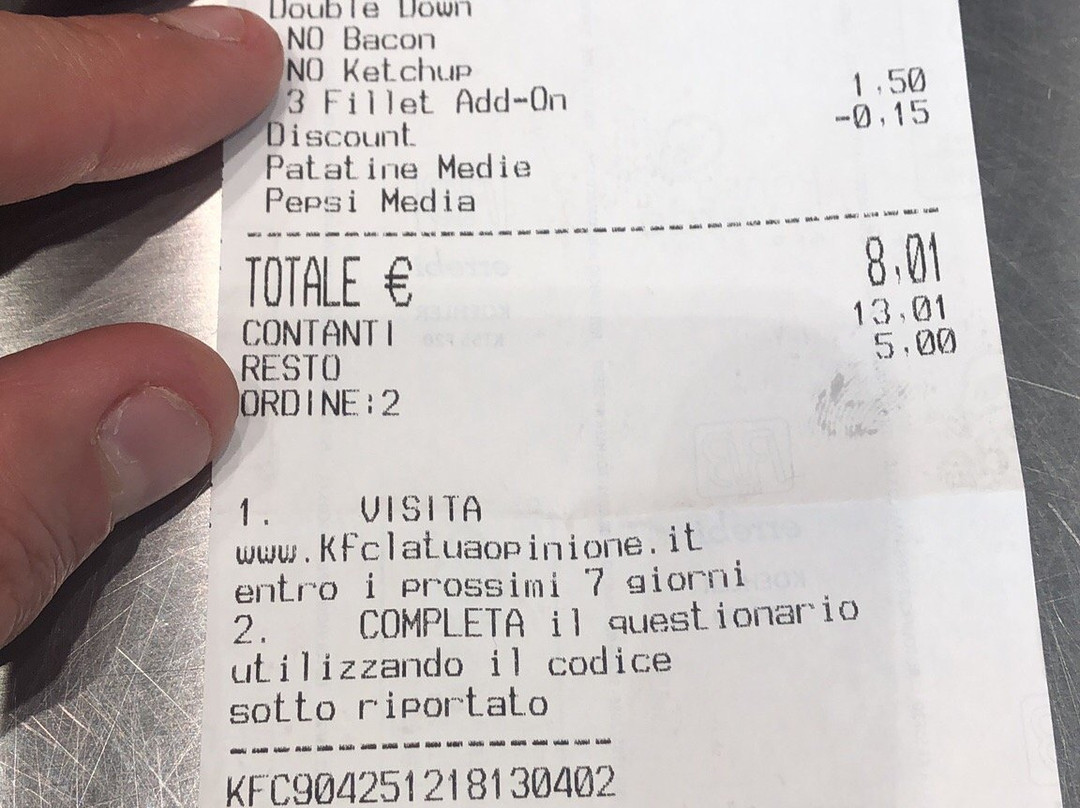 Double Down
NO Bacon
NO Ketchup
3 Fillet Add-On 1,50
Discount -0,15
Patatine Medie
Pepsi Media
TOTALE € 8,01
CONTANTI 13,01
RESTO 5,00
ORDINE:2
1. VISITA
www.Kfclatuaopinione.it
entro i prossimi 7 giorni
2. COMPLETA il questionario
utilizzando il codice
sotto riportato
KFC904251218130402